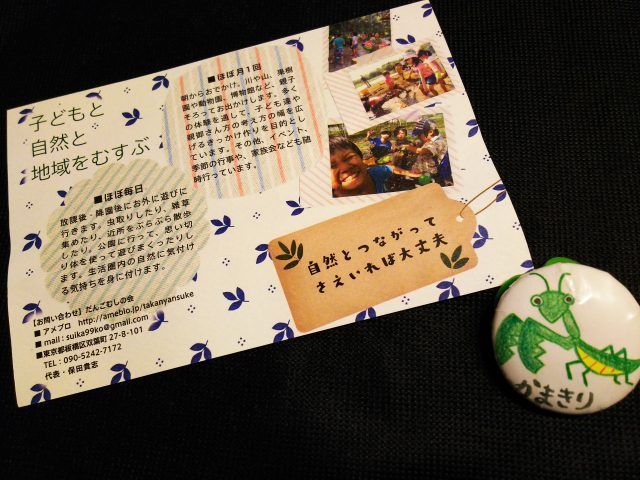 子どもと
自然と
地域をむすぶ
■ほぼ月1回
朝からおでかけ。川や山、果樹
園や動物園、博物館など、親子
そろってお出かけします。多く
の体験を通して、子ども達や
親御さん方の考え方の幅を広
げるきっかけ作りを目的とし
ています。その他、イベント、
季節の行事や、家族会なども随
時行っています。
■ほぼ毎日
放課後・降園後にお外に遊びに
行きます。虫取りしたり、雑草
集めたり、近所をぶらぶら散歩
したり。公園に行って、思い切
り体を使って遊びまくったりし
ます。生活圏内の自然に気付け
る気持ちを身に付けます。
自然とつながって
さえいれば大丈夫
【お問い合わせ】だんごむしの会
■アメブロ http://ameblo.jp/takanyansuke
■mail : suika99ko@gmail.com
■東京都板橋区双葉町 27-8-101
TEL : 090-5242-7172
代表・保田貴志
かまきり